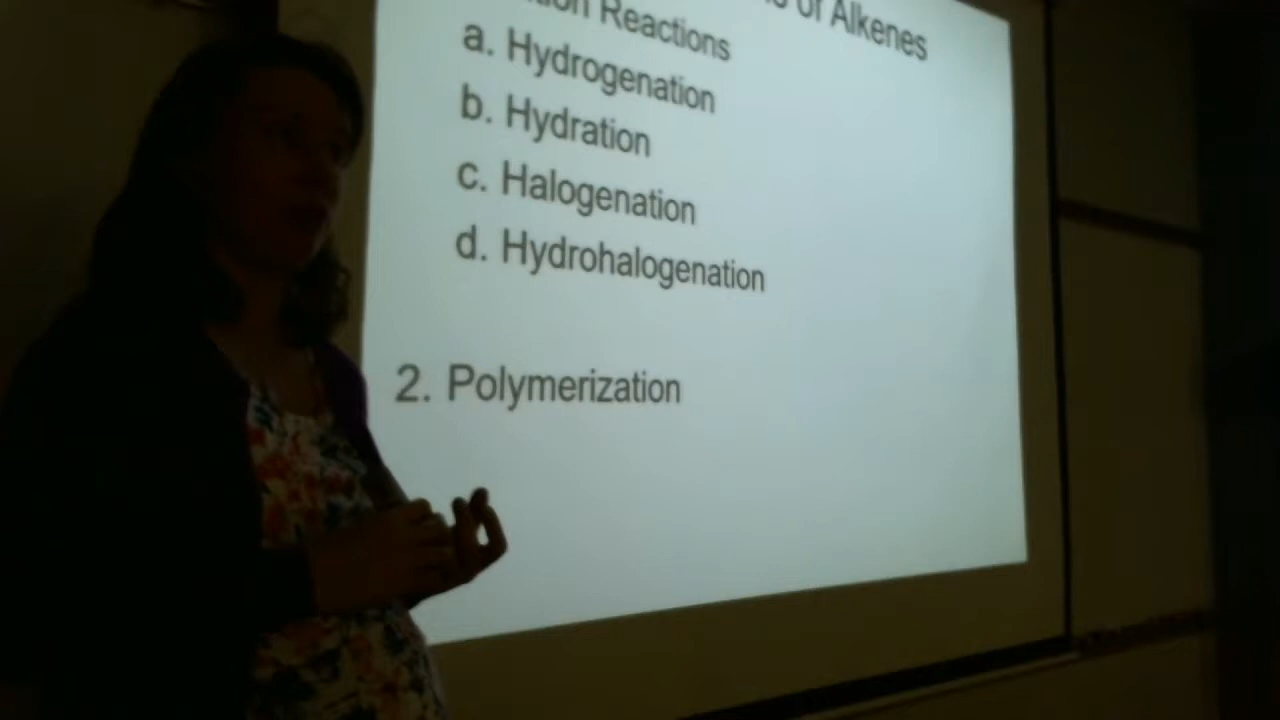 of Alkenes
Reactions
a. Hydrogenation
b. Hydration
c. Halogenation
d. Hydrohalogenation
2. Polymerization